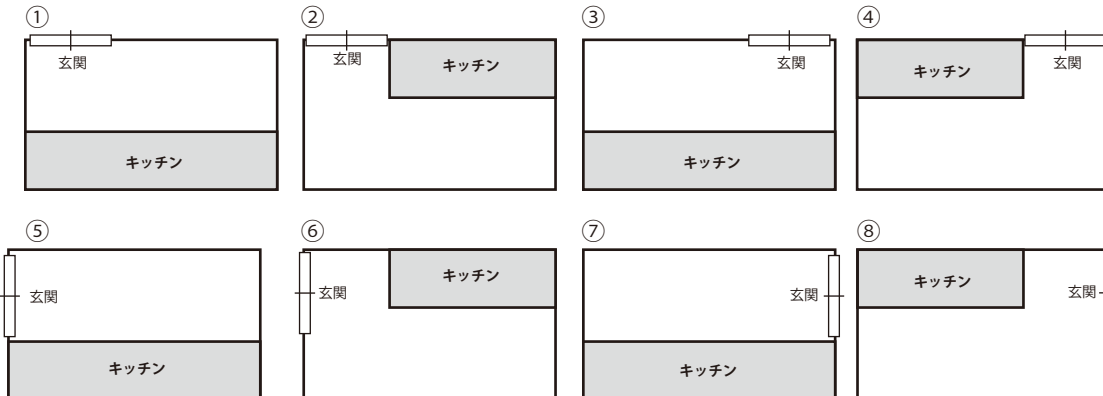 ① ② ③ ④
玄関
キッチン
玄関
キッチン
玄関
キッチン
キッチン
玄関
⑤ ⑥ ⑦ ⑧
玄関
キッチン
キッチン
玄関
玄関
キッチン
キッチン
玄関